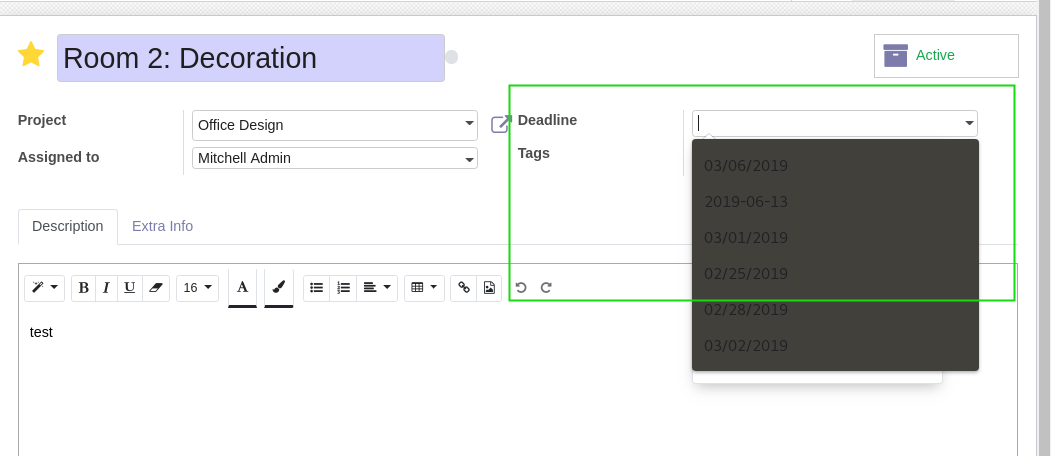 Room 2: Decoration
Active
Project
Office Design
Deadline
Assigned to
Mitchell Admin
Tags
03/06/2019
2019-06-13
03/01/2019
02/25/2019
02/28/2019
03/02/2019
Description Extra Info
B I U 16 A A
test